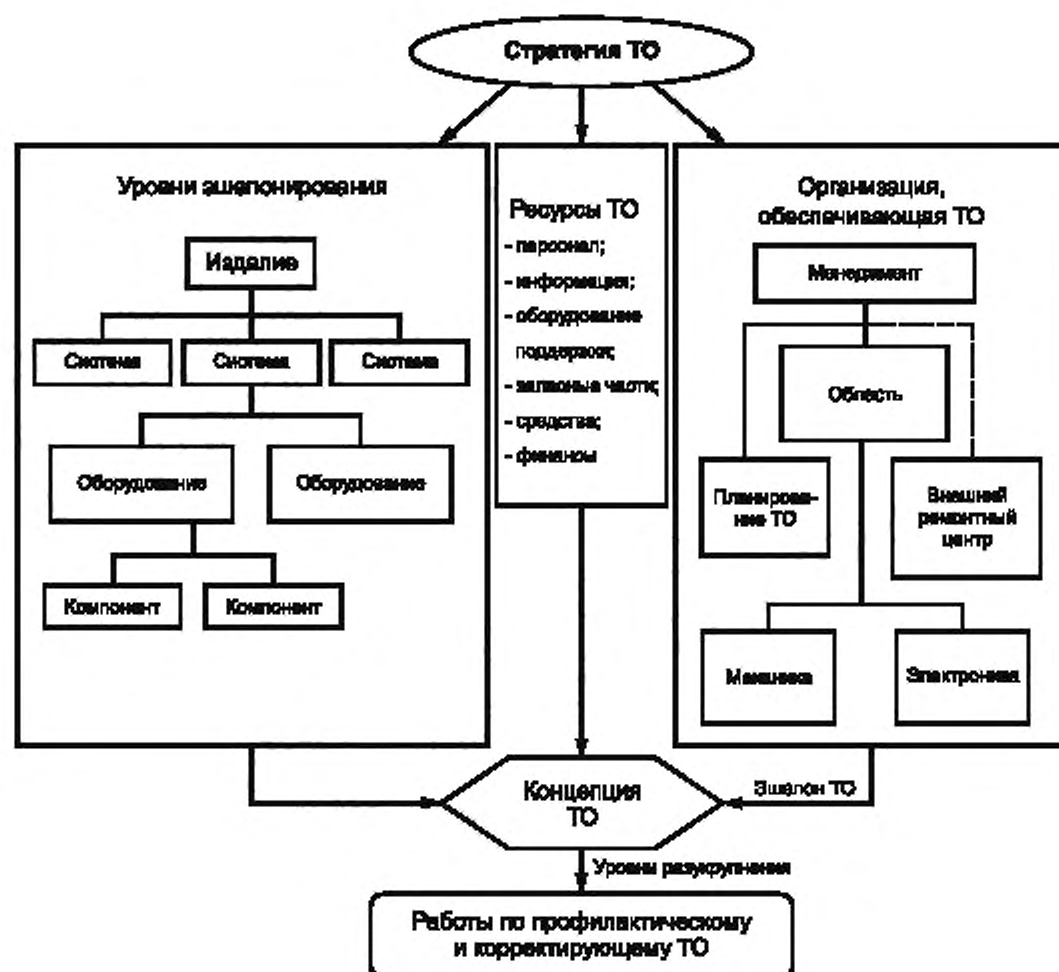 Стратегия ТО
Уровни эшелонирования
Изделие
Система
Система
Система
Оборудование
Оборудование
Компонент
Компонент
Ресурсы ТО
- персонал;
- информация;
- оборудование
поддержки;
- запасные части;
- средства;
- финансы
Организация,
обеспечивающая ТО
Менеджмент
Область
Планирова-
ние ТО
Внешний
ремонтный
центр
Механика
Электроника
Концепция
ТО
Эшелон ТО
Уровни разукрупнения
Работы по профилактическому
и корректирующему ТО